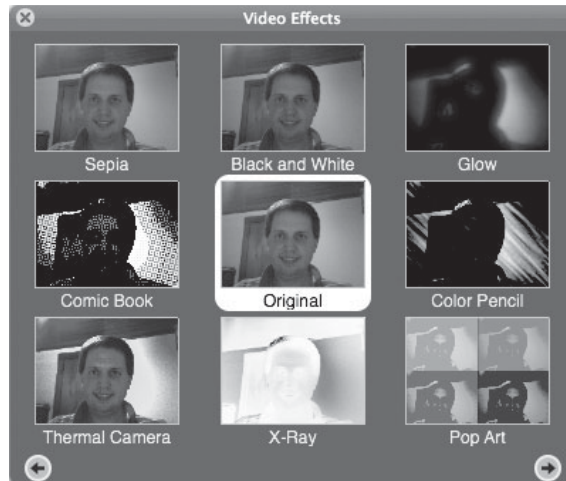 Video Effects
Sepia
Black and White
Glow
Comic Book
Original
Color Pencil
Thermal Camera
X-Ray
Pop Art